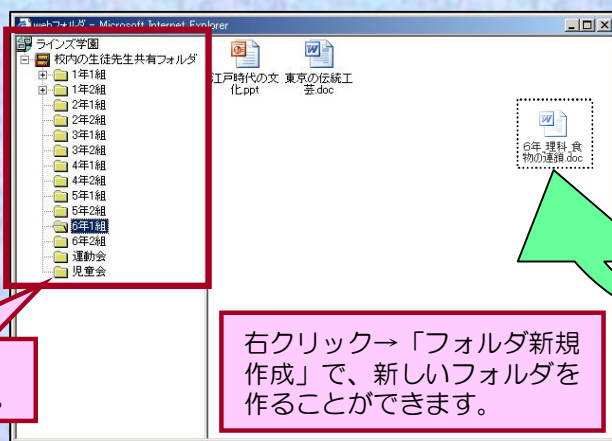 webフォルダ - Microsoft Internet Explorer
ラインズ学園
校内の生徒先生共有フォルダ
1年1組
1年2組
2年1組
2年2組
3年1組
3年2組
4年1組
4年2組
5年1組
5年2組
6年1組
6年2組
運動会
児童会
江戸時代の文
化.ppt
東京の伝統工
芸.doc
6年_理科_食
物の連鎖.doc
右クリック→「フォルダ新規
作成」で、新しいフォルダを
作ることができます。
。